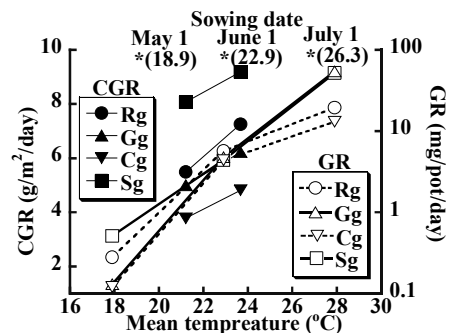 Sowing date
May 1 June 1 July 1
*(18.9) *(22.9) *(26.3)
10 100
CGR
Rg
Gg
Cg
Sg
8
10
6
4
1
2
0.1
GR
Rg
Gg
Cg
Sg
CGR (g/m²/day)
GR (mg/pot/day)
16 18 20 22 24 26 28 30
Mean tempreature (ºC)